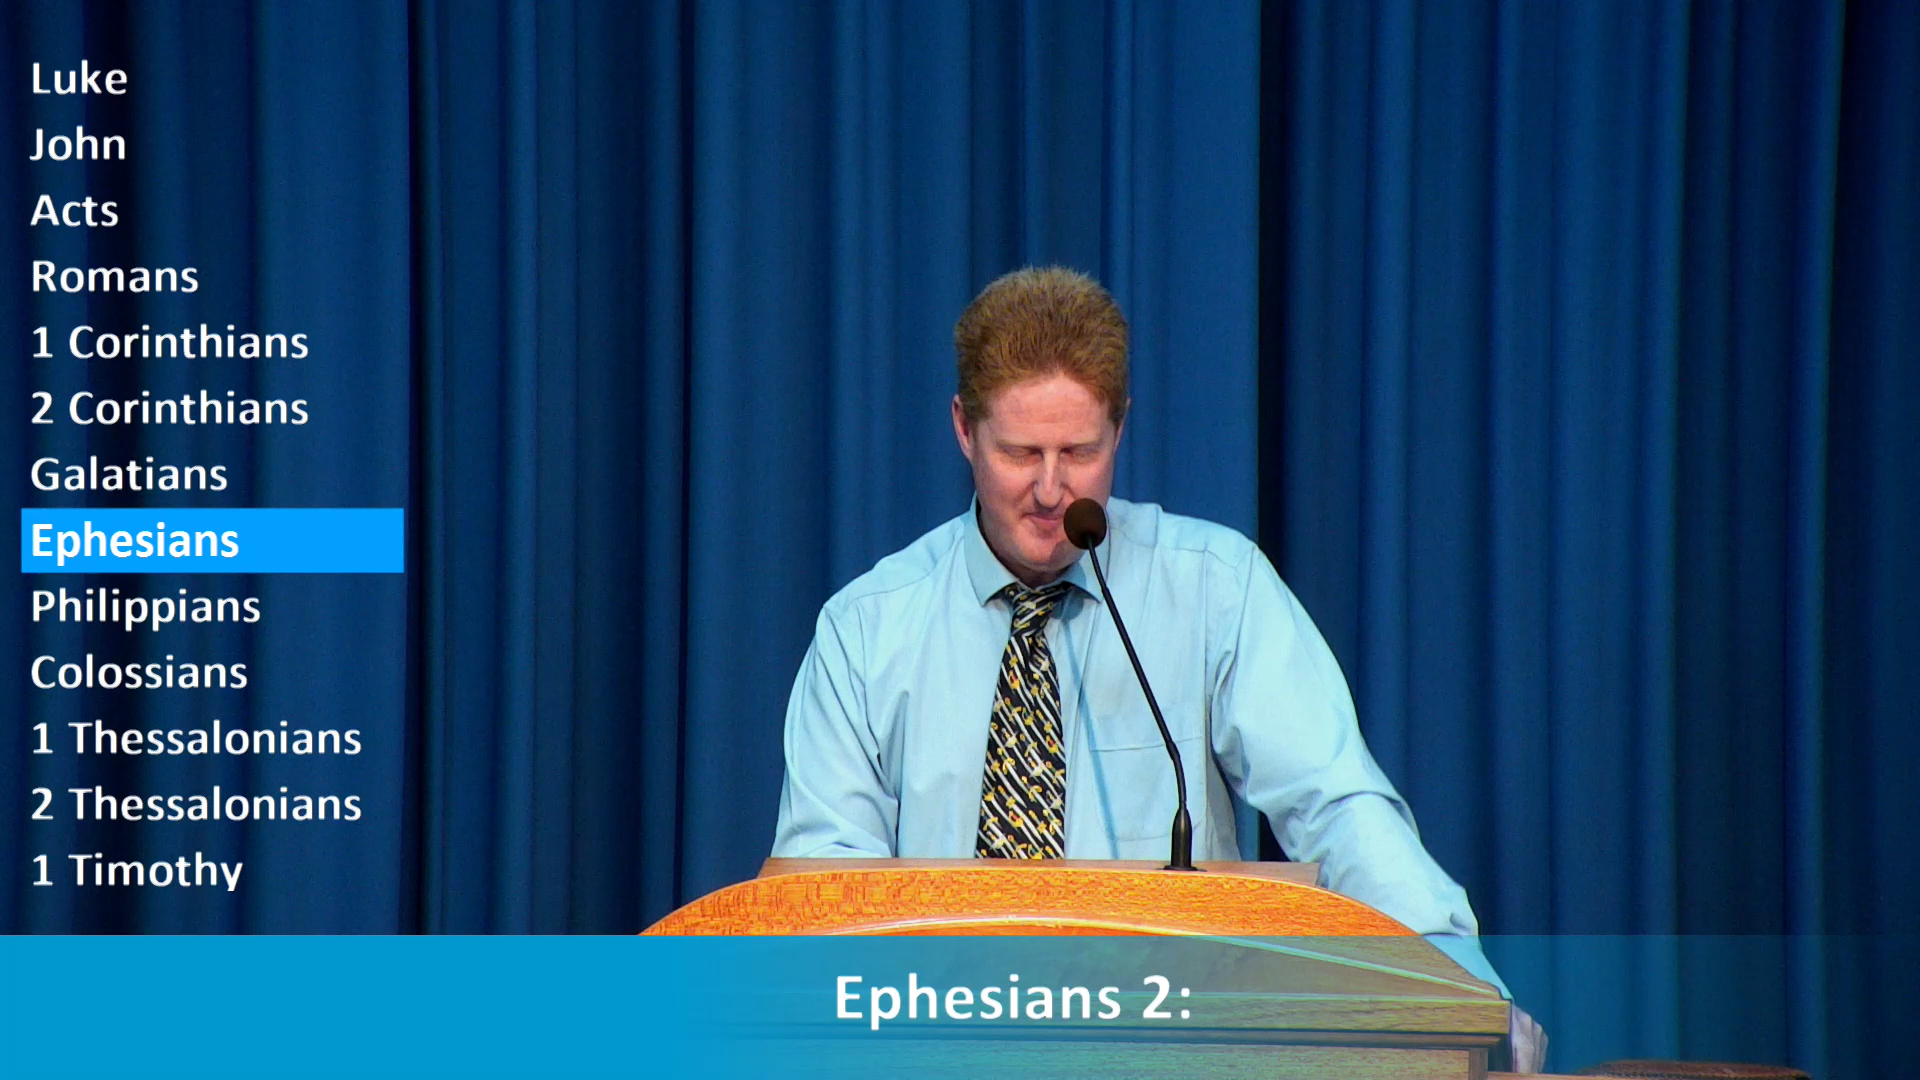 Luke
John
Acts
Romans
1 Corinthians
2 Corinthians
Galatians
Ephesians
Philippians
Colossians
1 Thessalonians
2 Thessalonians
1 Timothy
Ephesians 2: